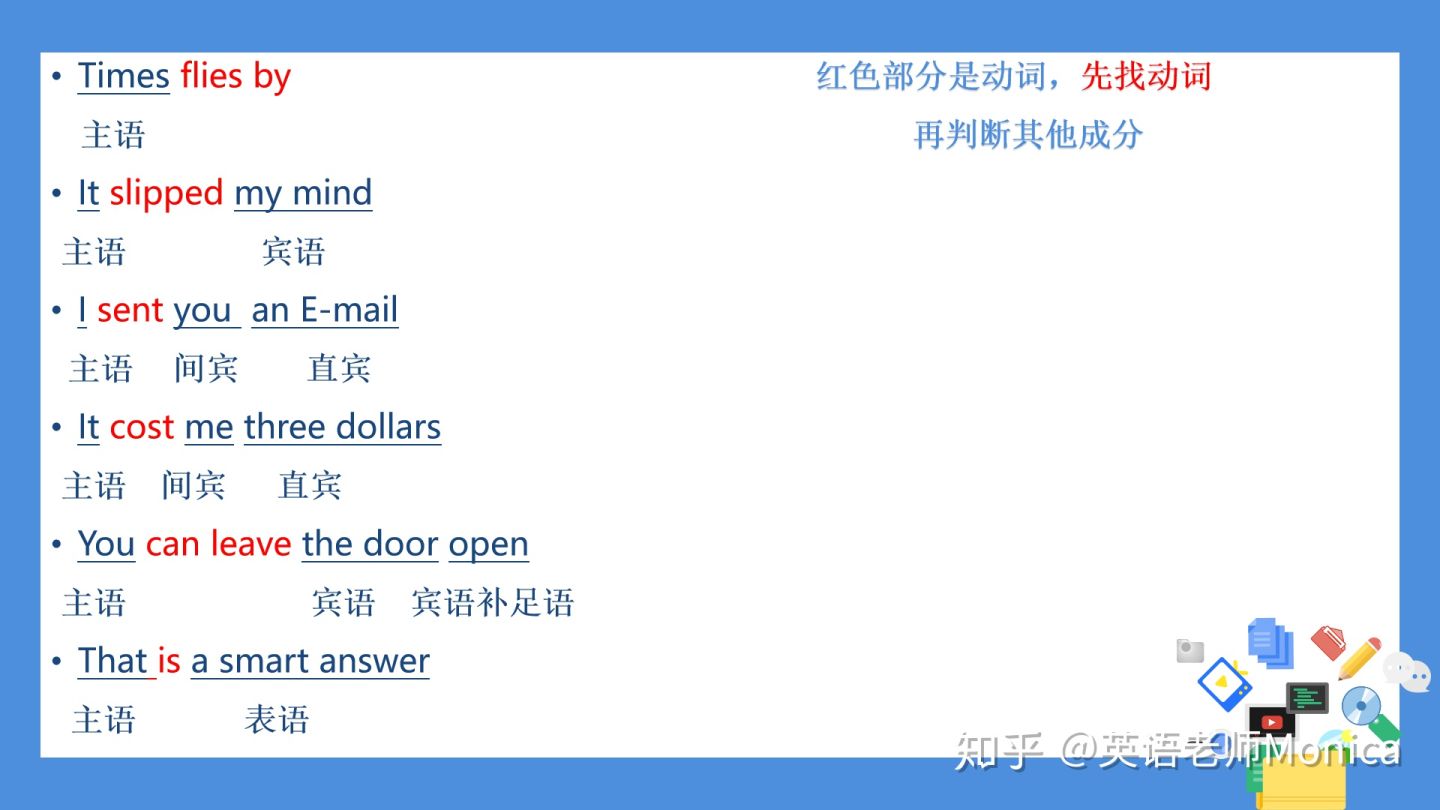 • Times flies by
主语
• It slipped my mind
主语 宾语
• I sent you an E-mail
主语 间宾 直宾
• It cost me three dollars
主语 间宾 直宾
• You can leave the door open
主语 宾语 宾语补足语
• That is a smart answer
主语 表语
红色部分是动词，先找动词
再判断其他成分
知乎 @英语老师Monica